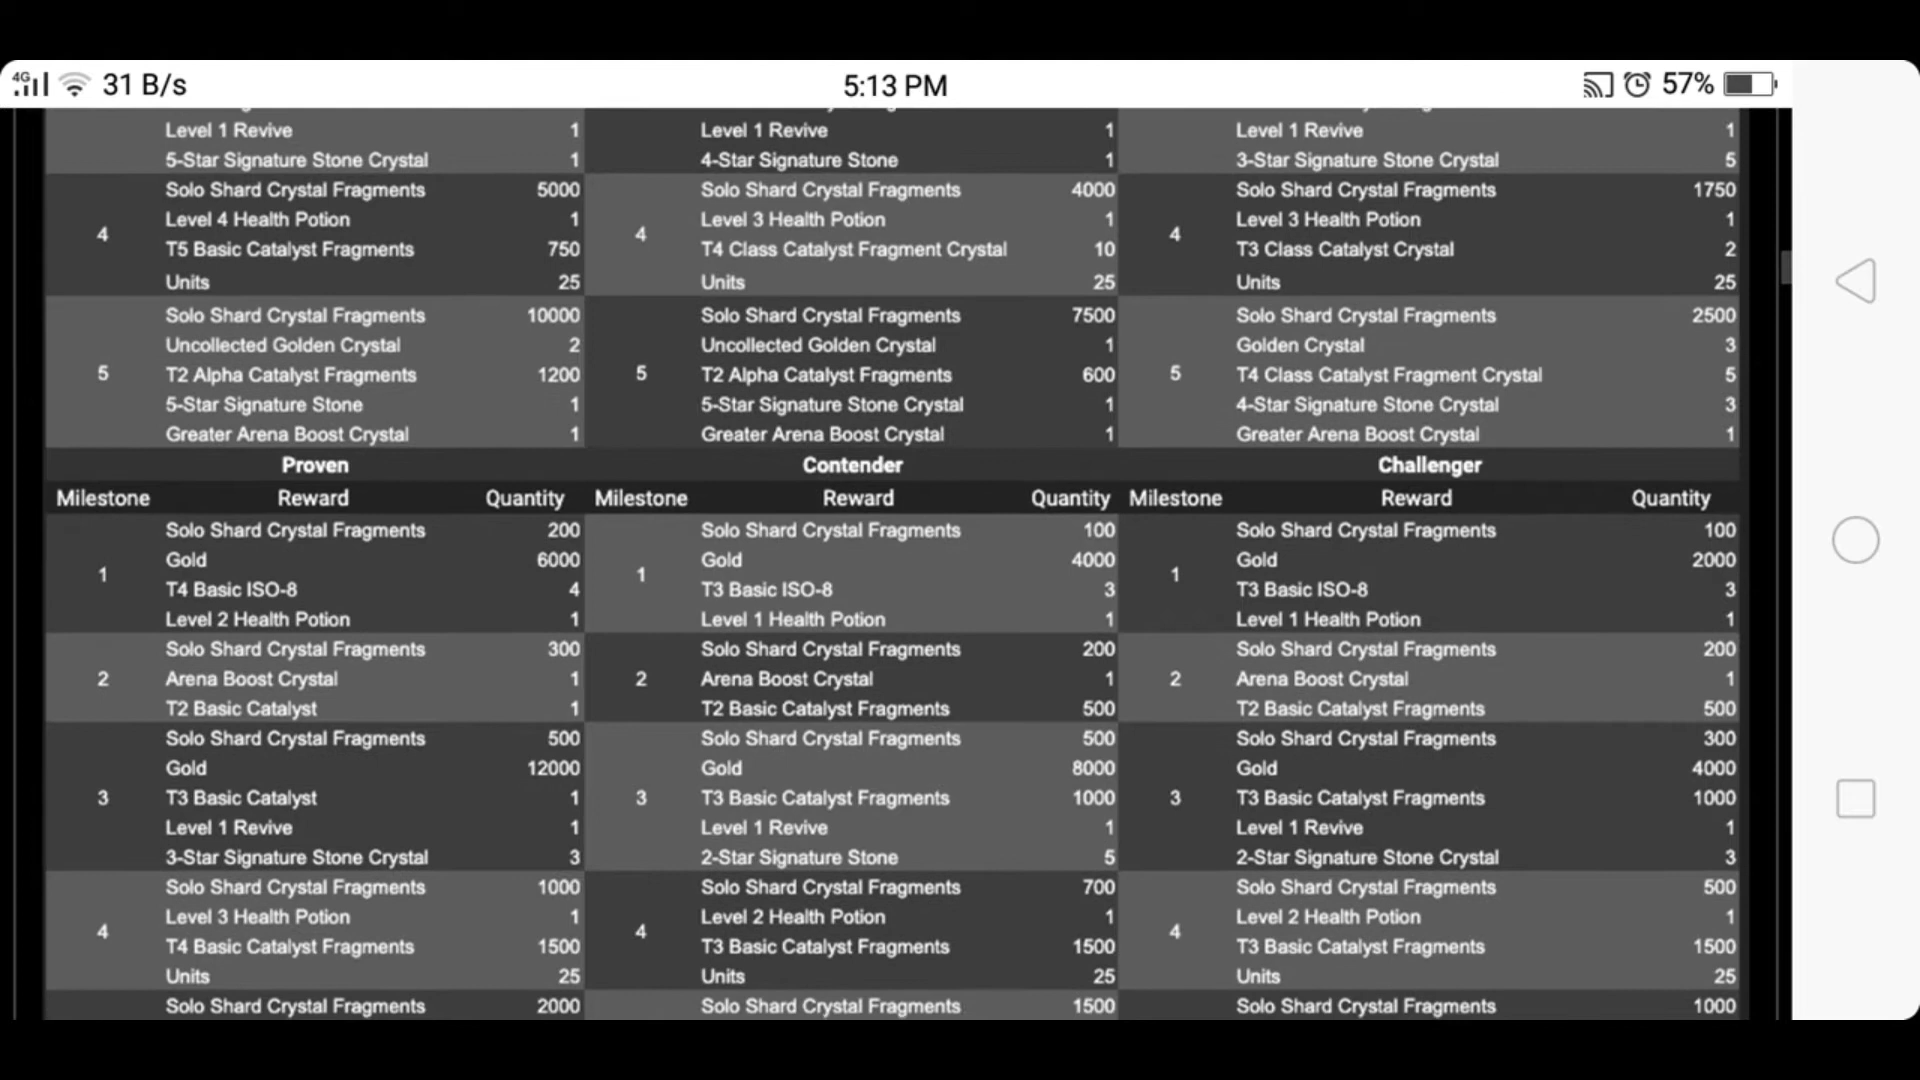 4G 31 B/s 5:13 PM 57%
Level 1 Revive 1 Level 1 Revive 1 Level 1 Revive 1
5-Star Signature Stone Crystal 1 4-Star Signature Stone 1 3-Star Signature Stone Crystal 5
Solo Shard Crystal Fragments 5000 Solo Shard Crystal Fragments 4000 Solo Shard Crystal Fragments 1750
Level 4 Health Potion 1 Level 3 Health Potion 1 Level 3 Health Potion 1
4 4 4
T5 Basic Catalyst Fragments 750 T4 Class Catalyst Fragment Crystal 10 T3 Class Catalyst Crystal 2
Units 25 Units 25 Units 25
Solo Shard Crystal Fragments 10000 Solo Shard Crystal Fragments 7500 Solo Shard Crystal Fragments 2500
Uncollected Golden Crystal 2 Uncollected Golden Crystal 1 Golden Crystal 3
5 T2 Alpha Catalyst Fragments 1200 5 T2 Alpha Catalyst Fragments 600 5 T4 Class Catalyst Fragment Crystal 5
5-Star Signature Stone 1 5-Star Signature Stone Crystal 1 4-Star Signature Stone Crystal 3
Greater Arena Boost Crystal 1 Greater Arena Boost Crystal 1 Greater Arena Boost Crystal 1
Proven Contender Challenger
Milestone Reward Quantity Milestone Reward Quantity Milestone Reward Quantity
Solo Shard Crystal Fragments 200 Solo Shard Crystal Fragments 100 Solo Shard Crystal Fragments 100
Gold 6000 Gold 4000 Gold 2000
1 1 1
T4 Basic ISO-8 4 T3 Basic ISO-8 3 T3 Basic ISO-8 3
Level 2 Health Potion 1 Level 1 Health Potion 1 Level 1 Health Potion 1
Solo Shard Crystal Fragments 300 Solo Shard Crystal Fragments 200 Solo Shard Crystal Fragments 200
2 Arena Boost Crystal 1 2 Arena Boost Crystal 1 2 Arena Boost Crystal 1
T2 Basic Catalyst 1 T2 Basic Catalyst Fragments 500 T2 Basic Catalyst Fragments 500
Solo Shard Crystal Fragments 500 Solo Shard Crystal Fragments 500 Solo Shard Crystal Fragments 300
Gold 12000 Gold 8000 Gold 4000
3 T3 Basic Catalyst 1 3 T3 Basic Catalyst Fragments 1000 3 T3 Basic Catalyst Fragments 1000
Level 1 Revive 1 Level 1 Revive 1 Level 1 Revive 1
3-Star Signature Stone Crystal 3 2-Star Signature Stone 5 2-Star Signature Stone Crystal 3
Solo Shard Crystal Fragments 1000 Solo Shard Crystal Fragments 700 Solo Shard Crystal Fragments 500
Level 3 Health Potion 1 Level 2 Health Potion 1 Level 2 Health Potion 1
4 4 4
T4 Basic Catalyst Fragments 1500 T3 Basic Catalyst Fragments 1500 T3 Basic Catalyst Fragments 1500
Units 25 Units 25 Units 25
Solo Shard Crystal Fragments 2000 Solo Shard Crystal Fragments 1500 Solo Shard Crystal Fragments 1000